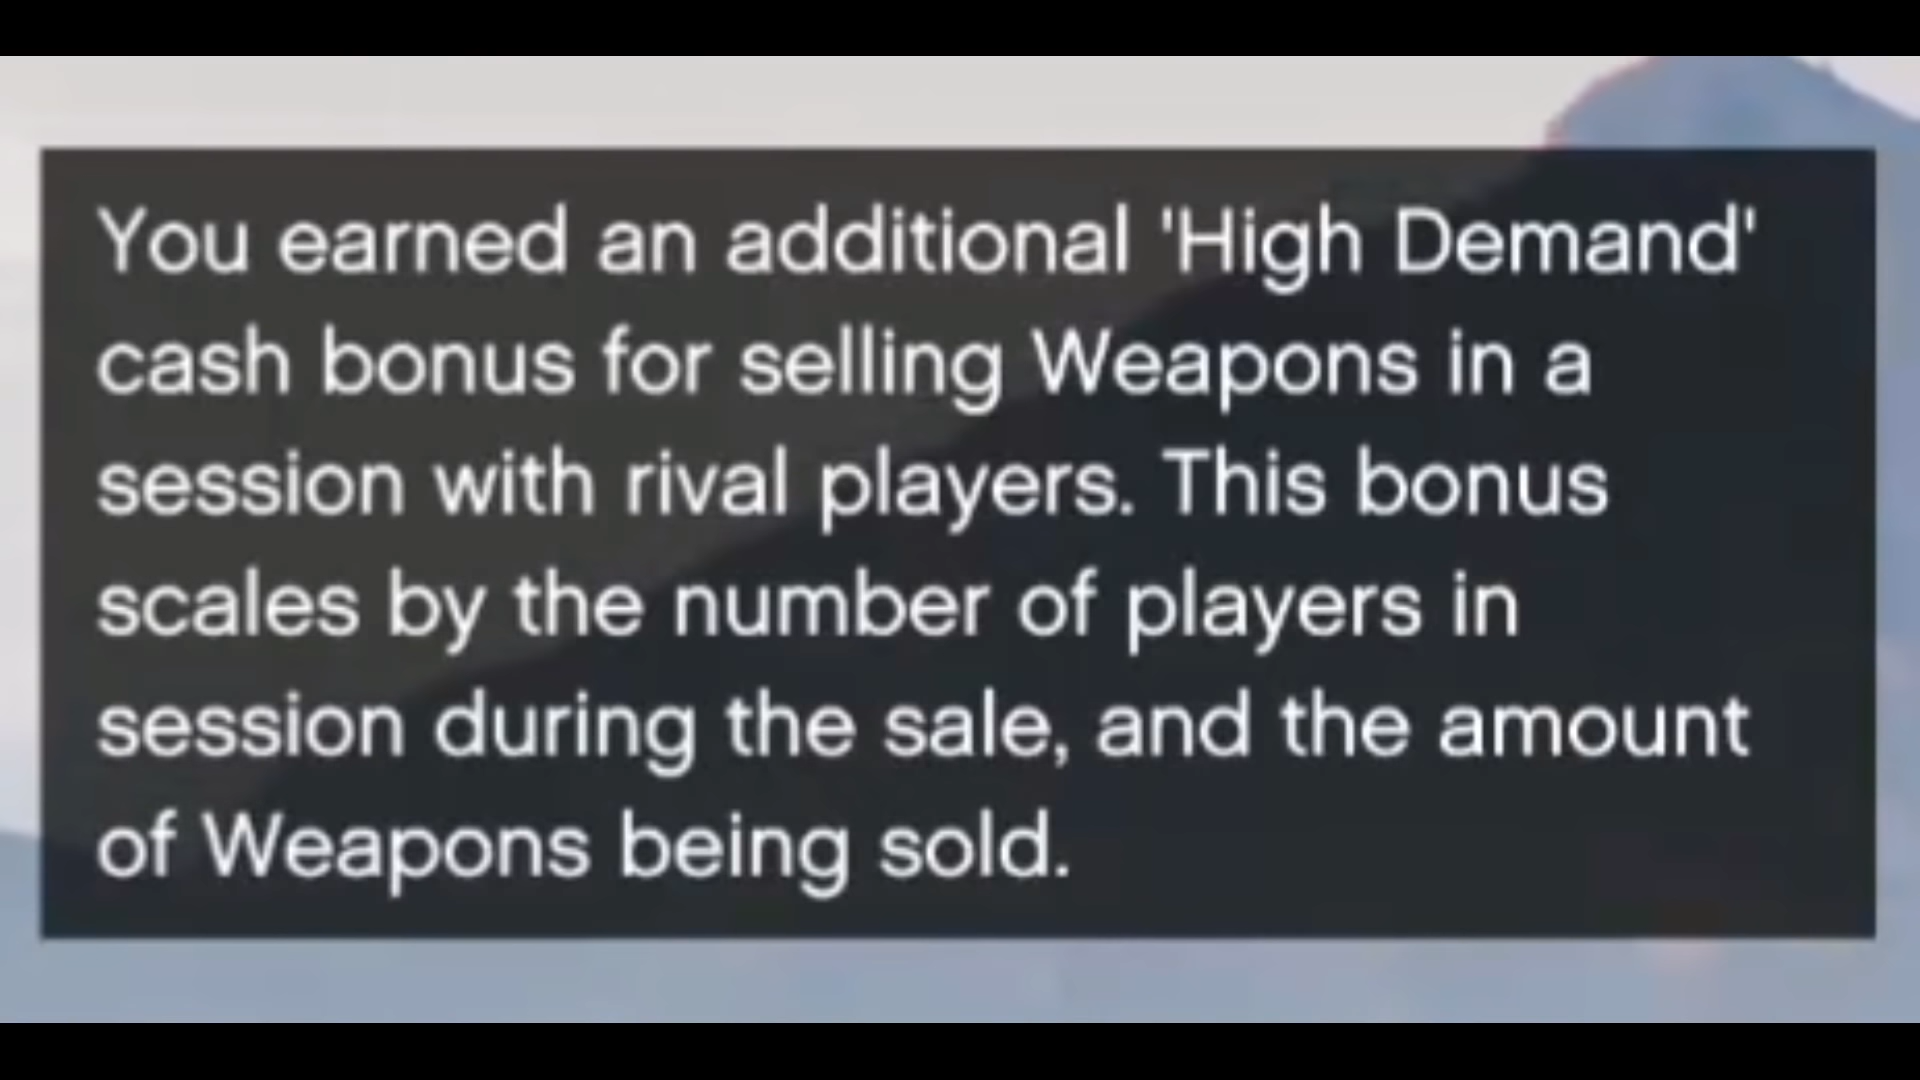 You earned an additional 'High Demand'
cash bonus for selling Weapons in a
session with rival players. This bonus
scales by the number of players in
session during the sale, and the amount
of Weapons being sold.